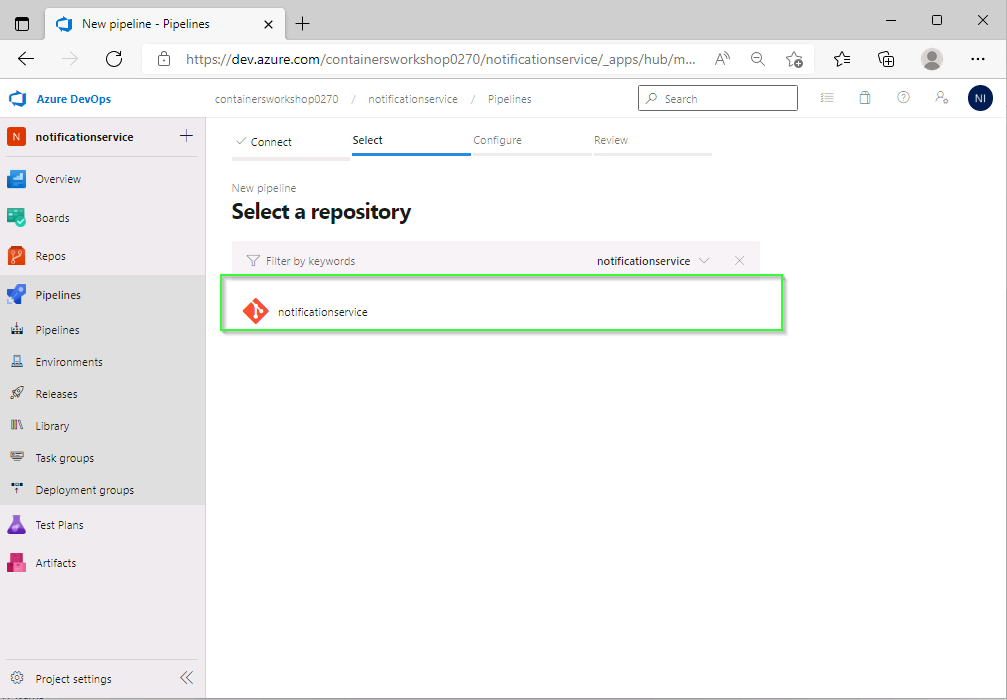 New pipeline - Pipelines
https://dev.azure.com/containersworkshop0270/notificationservice/_apps/hub/m...
Azure DevOps
containersworkshop0270 / notificationservice / Pipelines
Search
NI
N notificationservice
Connect
Select
Configure
Review
Overview
Boards
Repos
Pipelines
Pipelines
Environments
Releases
Library
Task groups
Deployment groups
Test Plans
Artifacts
Project settings
New pipeline
Select a repository
Filter by keywords
notificationservice
notificationservice